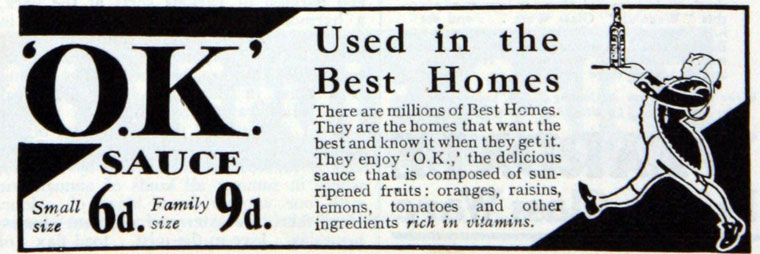 'O.K.'
SAUCE
Small size 6d. Family size 9d.
Used in the
Best Homes
There are millions of Best Homes.
They are the homes that want the
best and know it when they get it.
They enjoy 'O.K.,' the delicious
sauce that is composed of sun-
ripened fruits: oranges, raisins,
lemons, tomatoes and other
ingredients rich in vitamins.